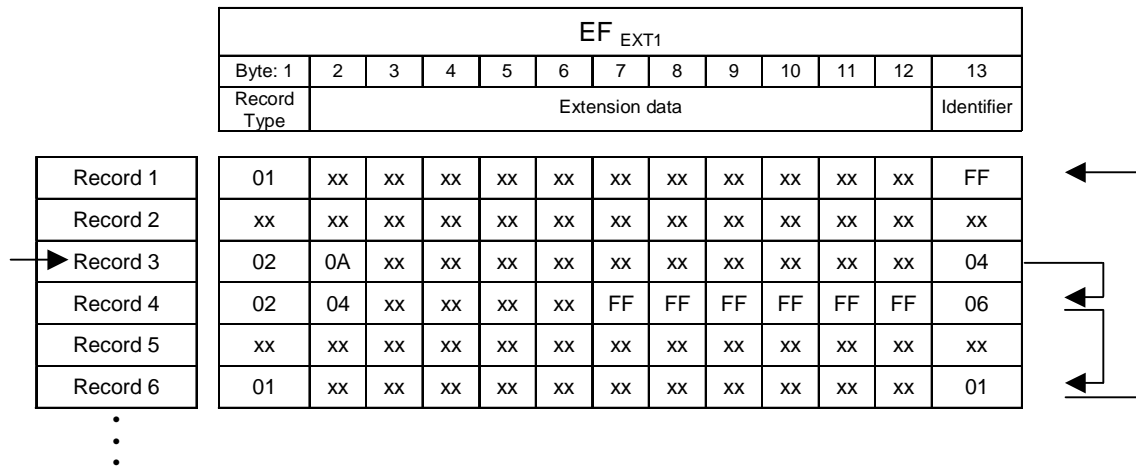 EF EXT1
Byte: 1 2 3 4 5 6 7 8 9 10 11 12 13
Record Type Extension data Identifier
Record 1 01 xx xx xx xx xx xx xx xx xx xx xx FF
Record 2 xx xx xx xx xx xx xx xx xx xx xx xx xx
Record 3 02 0A xx xx xx xx xx xx xx xx xx xx 04
Record 4 02 04 xx xx xx xx FF FF FF FF FF FF 06
Record 5 xx xx xx xx xx xx xx xx xx xx xx xx xx
Record 6 01 xx xx xx xx xx xx xx xx xx xx xx 01